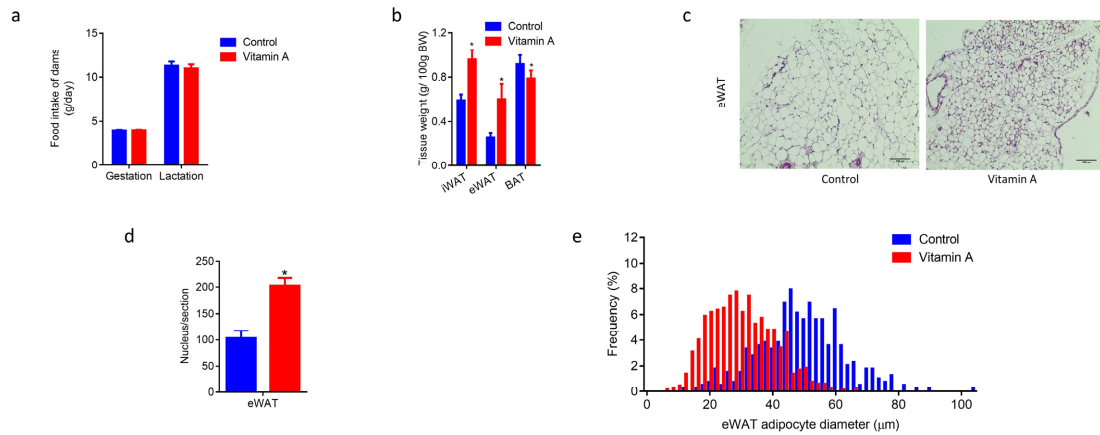 a
Food intake of dams
(g/day)
15
10
5
0
Gestation Lactation
Control
Vitamin A
b
Tissue weight (g/ 100g BW)
1.2
0.9
0.6
0.3
0.0
* * *
iWAT eWAT BAT
Control
Vitamin A
c
eWAT
Control
Vitamin A
d
Nucleus/section
250
200
150
100
50
0
*
eWAT
e
Control
Vitamin A
Frequency (%)
12
10
8
6
4
2
0
0 20 40 60 80 100
eWAT adipocyte diameter (μm)